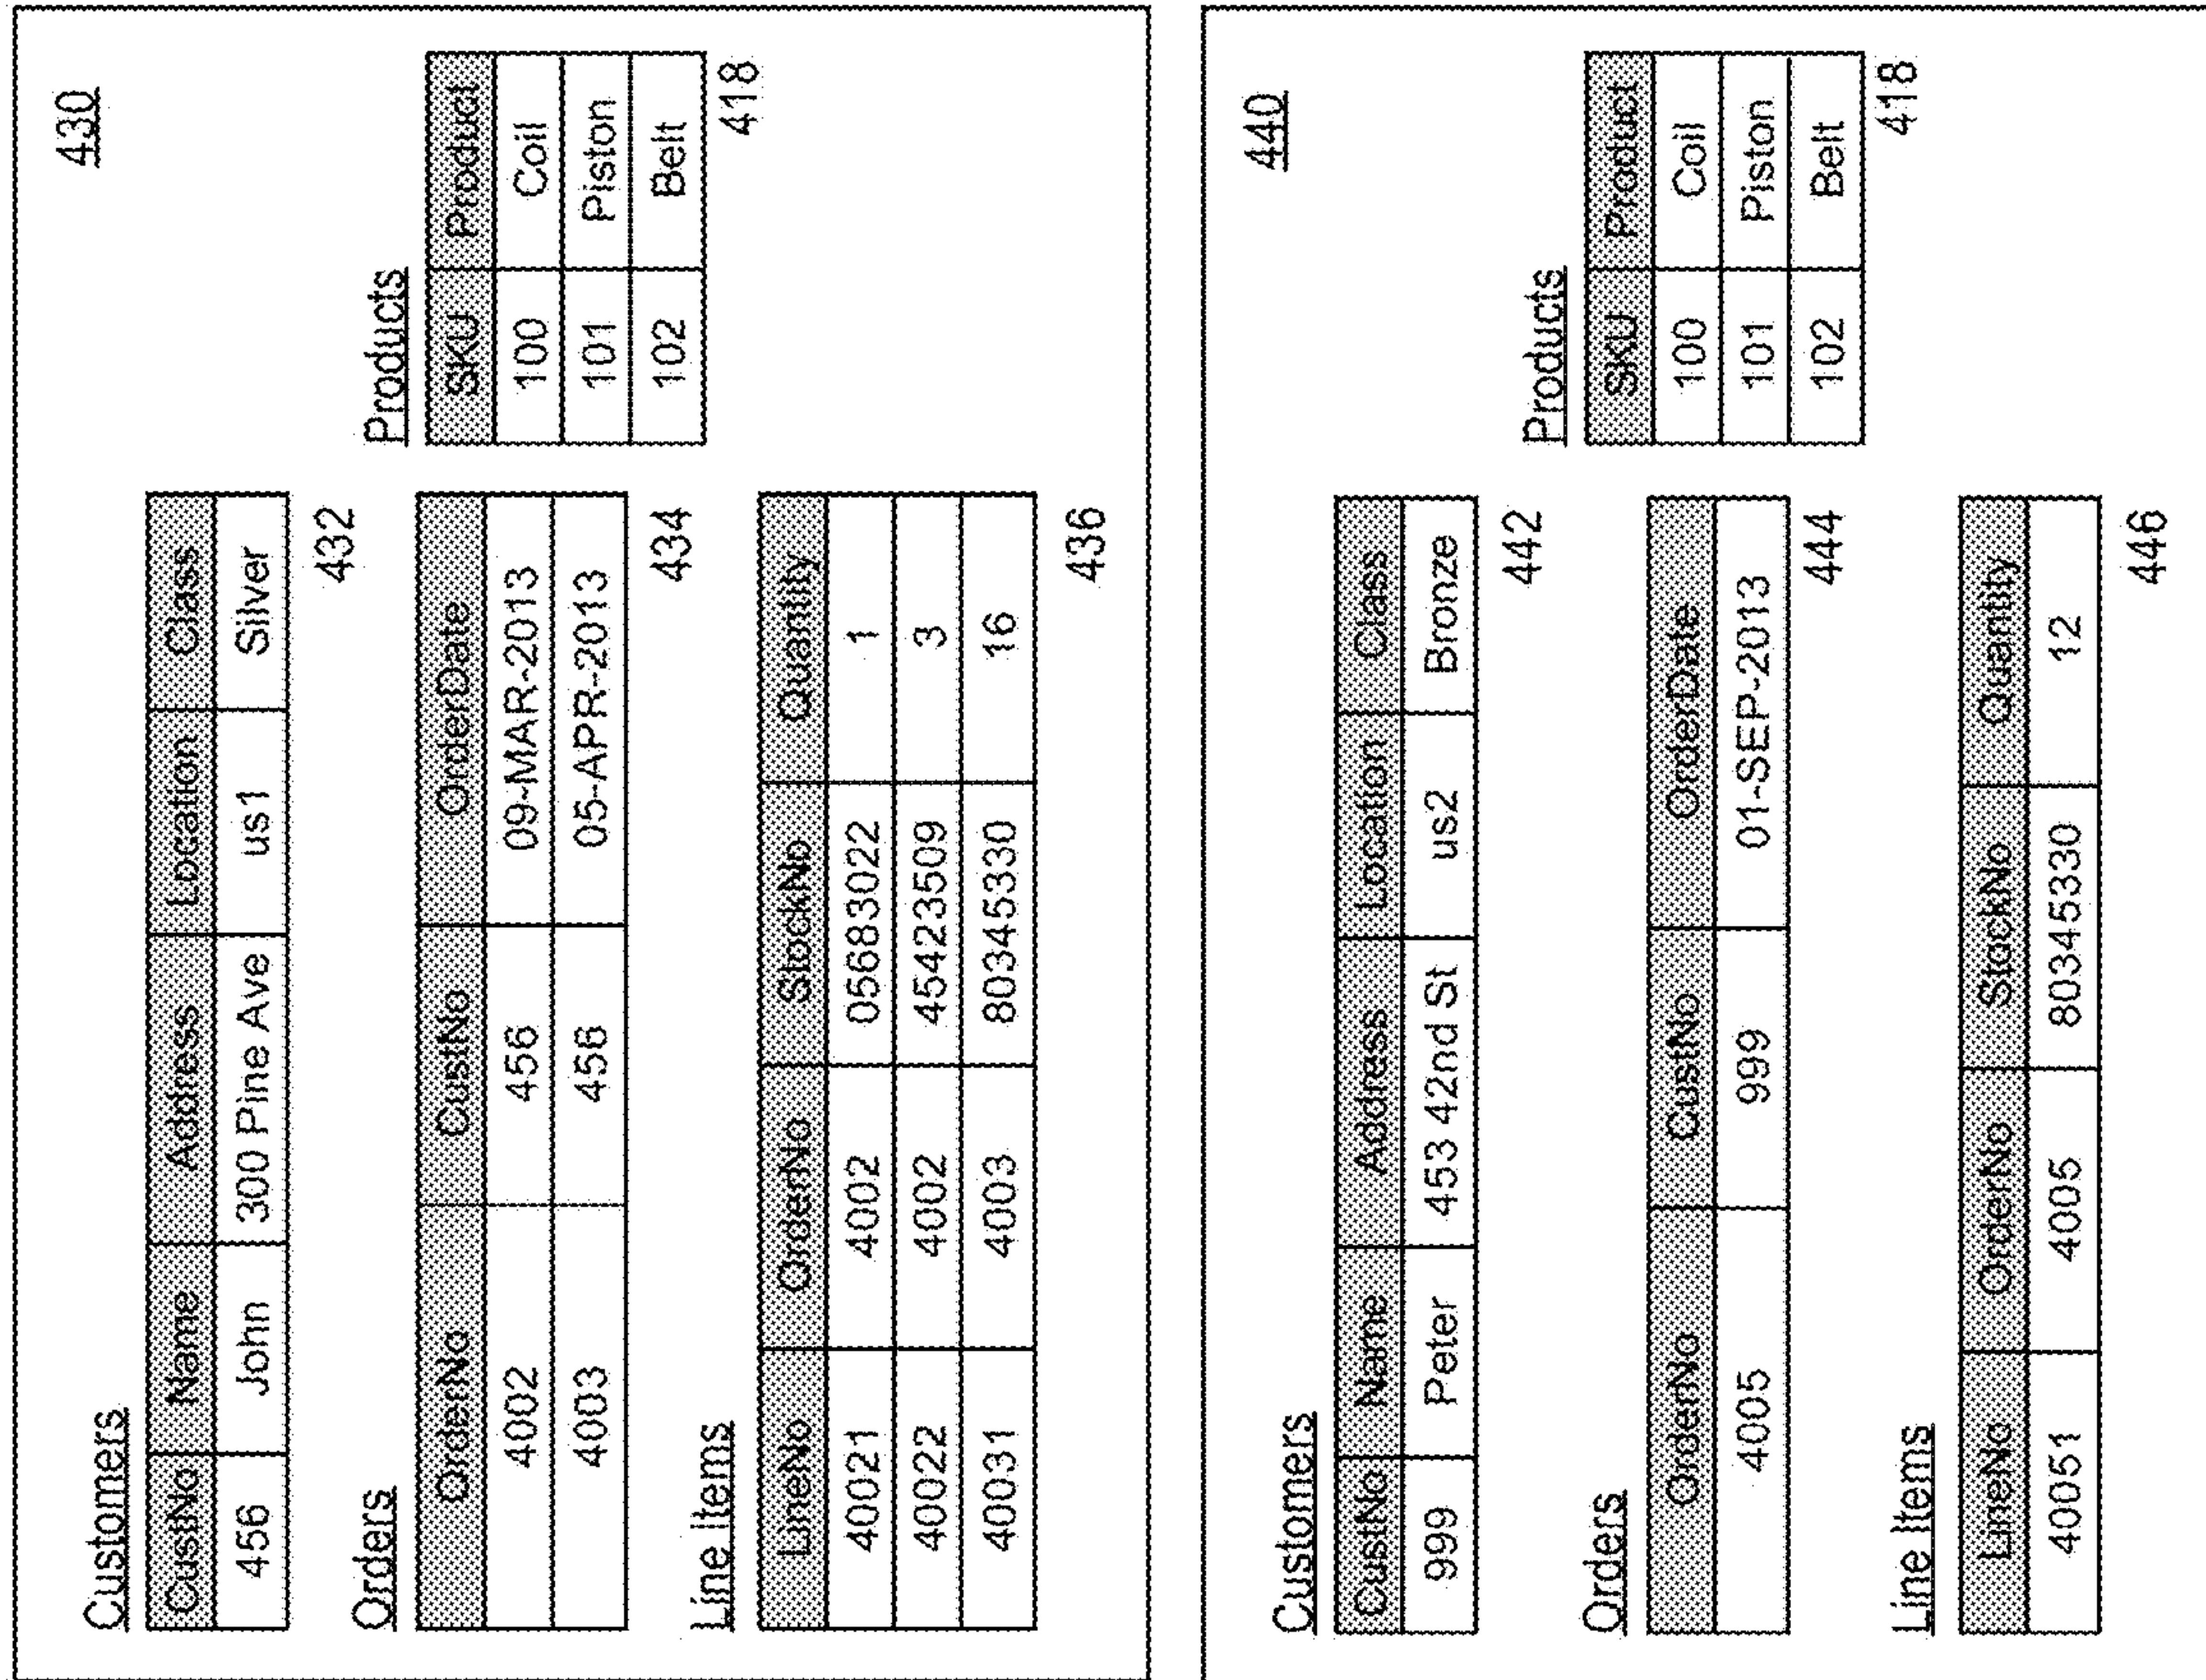 430
Customers
CustNo Name Address Location Class
456 John 300 Pine Ave us1 Silver
432
Orders
OrderNo CustNo OrderDate
4002 456 09-MAR-2013
4003 456 05-APR-2013
434
Line Items
LineNo OrderNo StockNo Quantity
40021 4002 05683022 1
40022 4002 45423509 3
40031 4003 80345330 16
436
Products
SKU Product
100 Coil
101 Piston
102 Belt
418
440
Customers
CustNo Name Address Location Class
999 Peter 453 42nd St us2 Bronze
442
Orders
OrderNo CustNo OrderDate
4005 999 01-SEP-2013
444
Line Items
LineNo OrderNo StockNo Quantity
40051 4005 80345330 12
446
Products
SKU Product
100 Coil
101 Piston
102 Belt
418